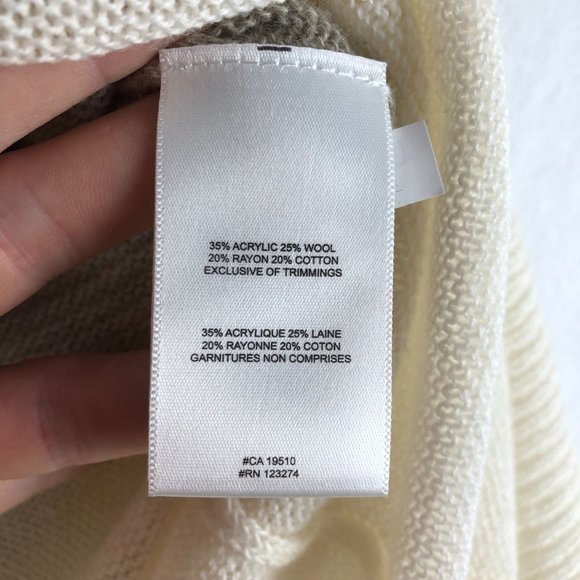 35% ACRYLIC 25% WOOL
20% RAYON 20% COTTON
EXCLUSIVE OF TRIMMINGS
35% ACRYLIQUE 25% LAINE
20% RAYONNE 20% COTON
GARNITURES NON COMPRISES
#CA 19510
#RN 123274